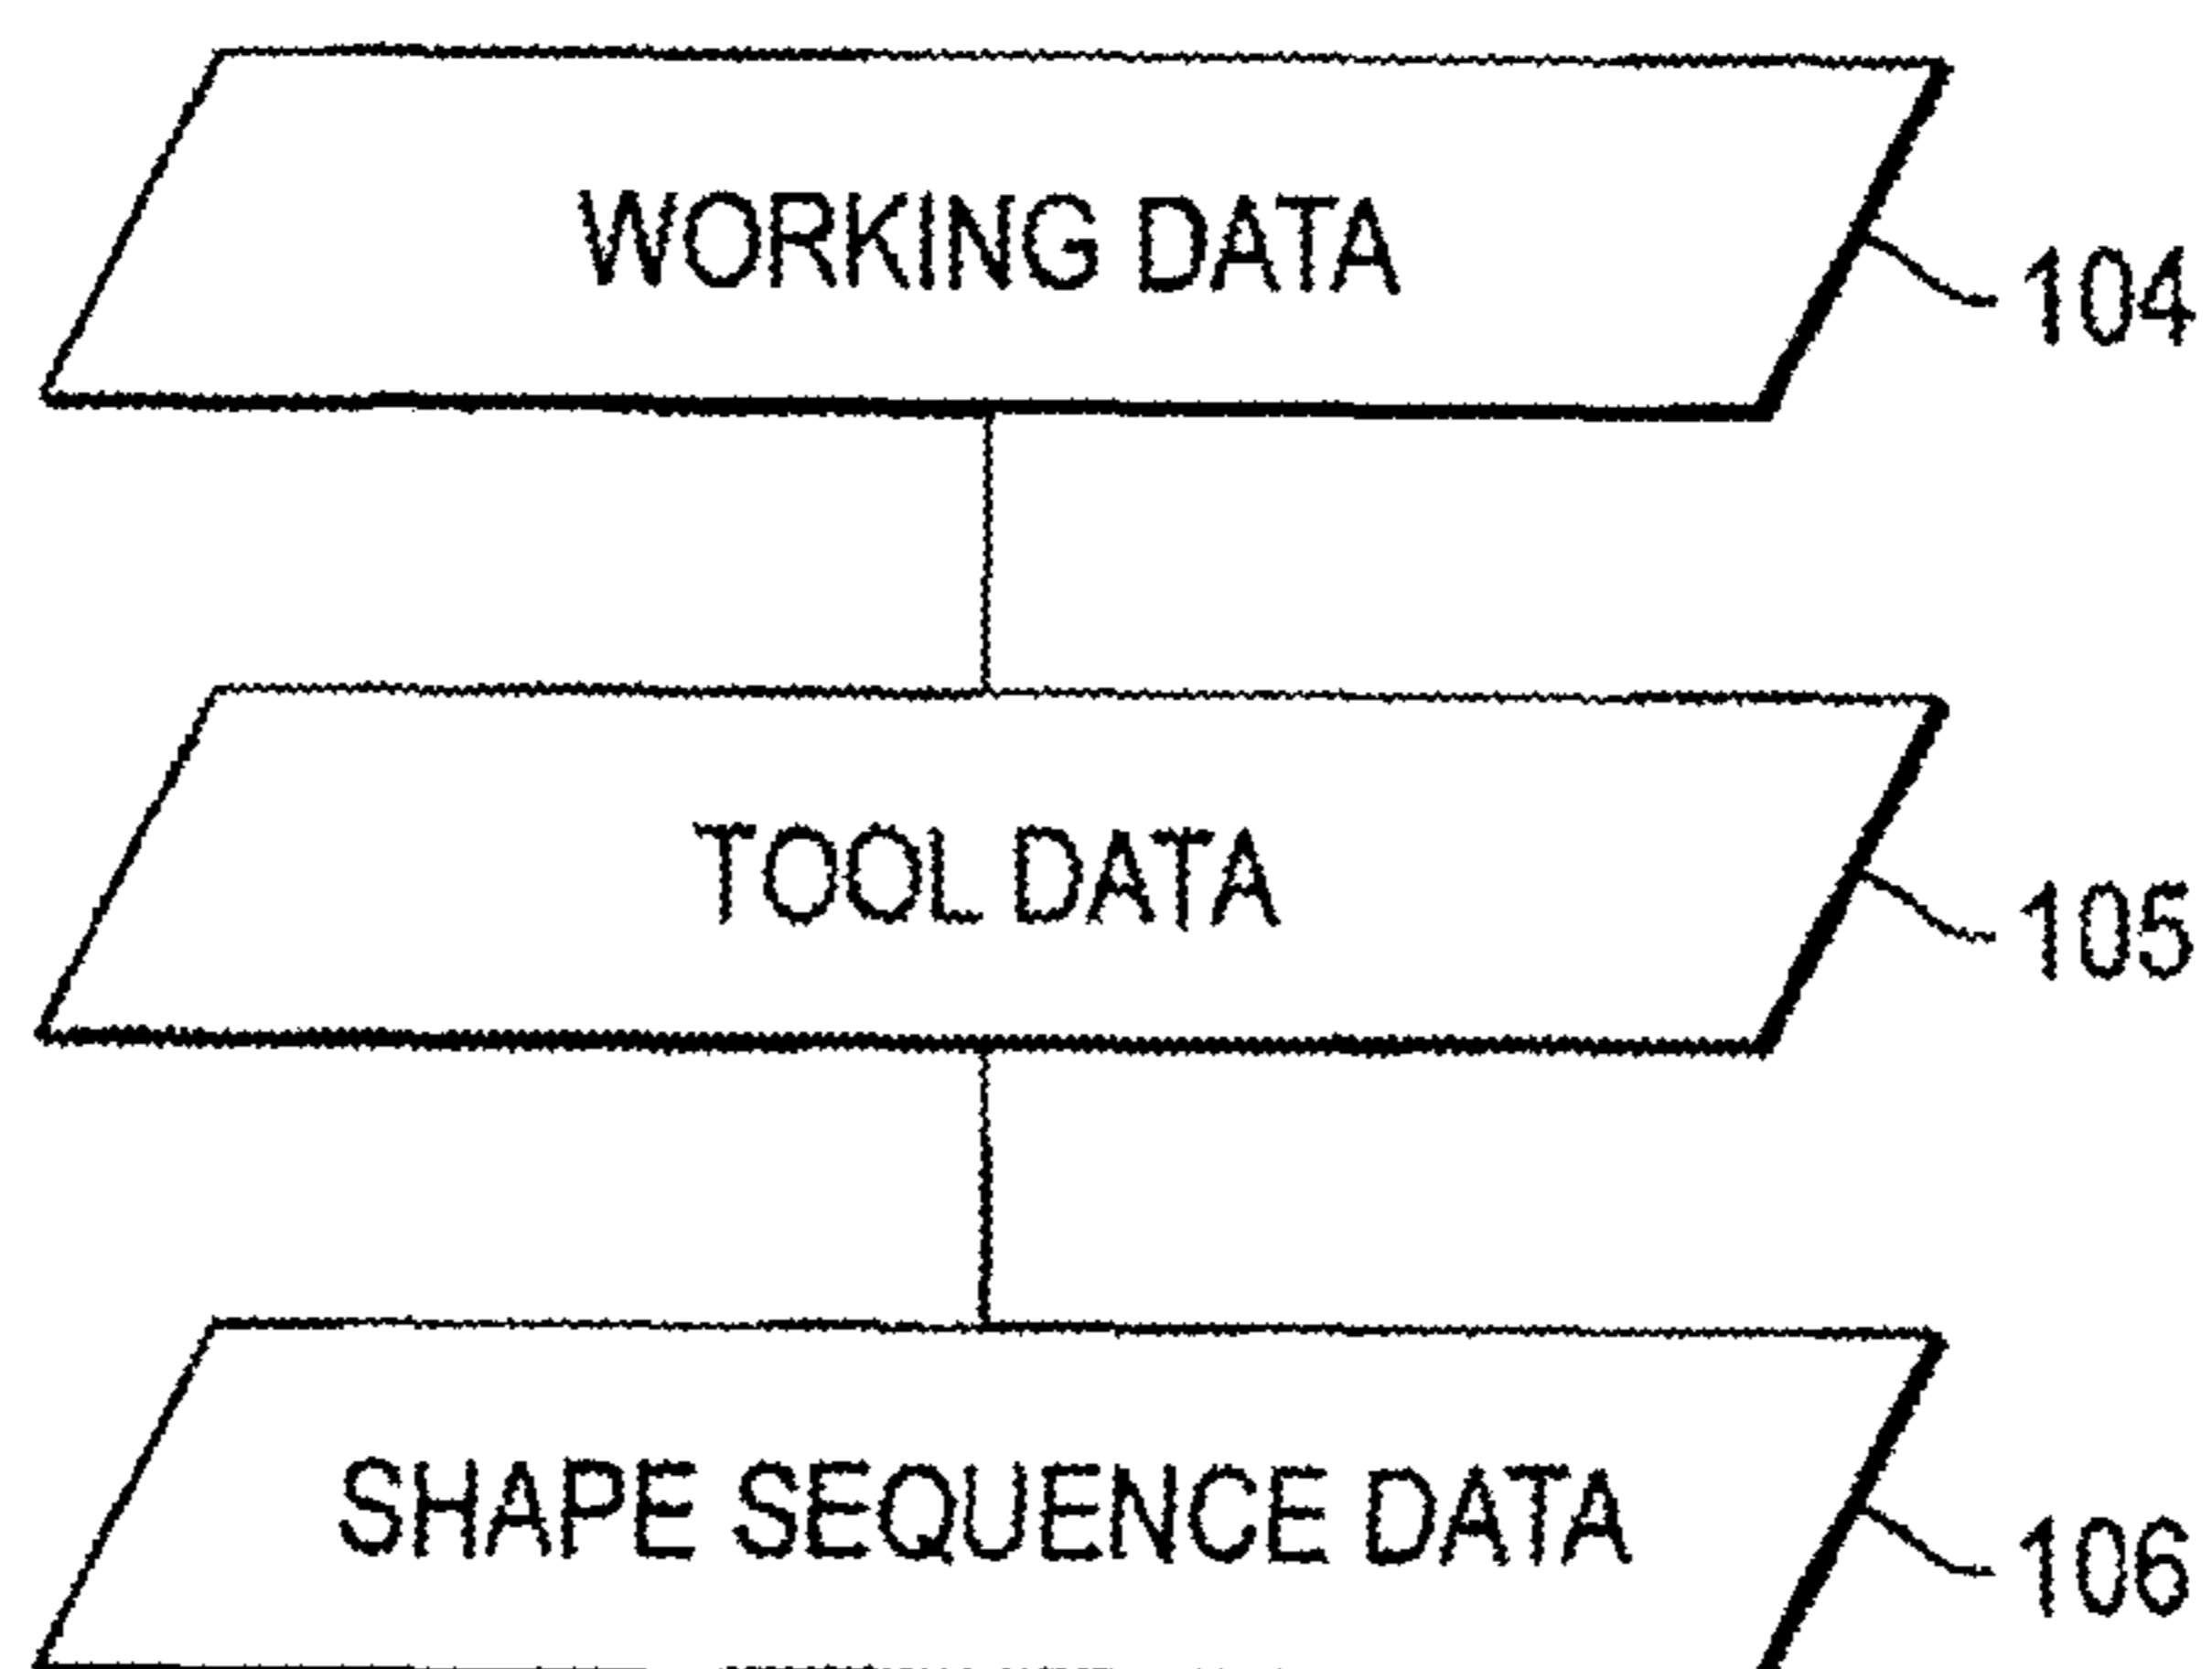 WORKING DATA
104
TOOL DATA
105
SHAPE SEQUENCE DATA
106